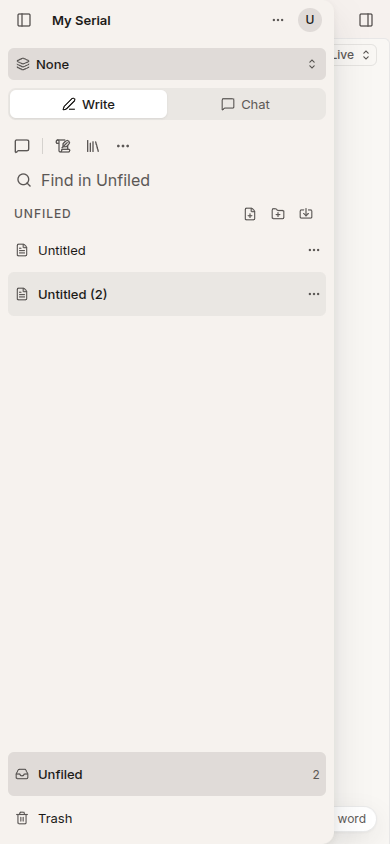 My Serial
U
Live
None
Write
Chat
Find in Unfiled
UNFILED
Untitled
Untitled (2)
Unfiled
2
Trash
word